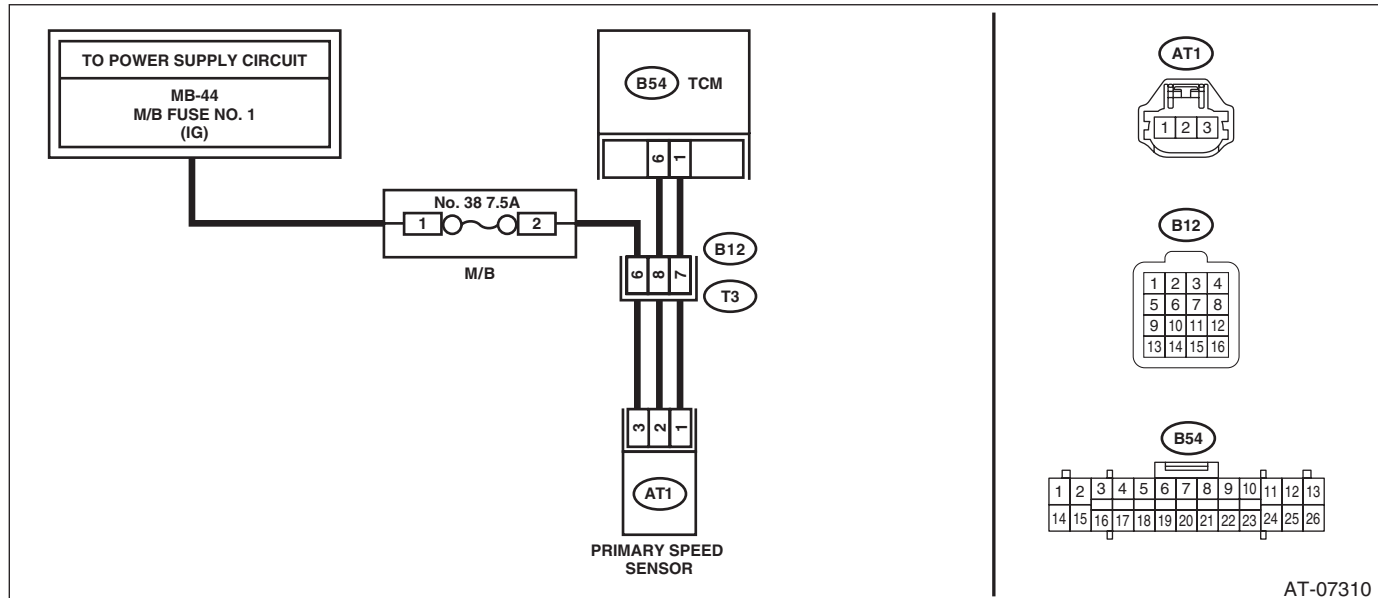 TO POWER SUPPLY CIRCUIT
MB-44
M/B FUSE NO. 1
(IG)
B54 TCM
6 1
No. 38 7.5A
1 2
M/B
B12
6 8 7
T3
3 2 1
AT1
PRIMARY SPEED
SENSOR
AT1
1 2 3
B12
1 2 3 4
5 6 7 8
9 10 11 12
13 14 15 16
B54
1 2 3 4 5 6 7 8 9 10 11 12 13
14 15 16 17 18 19 20 21 22 23 24 25 26
AT-07310